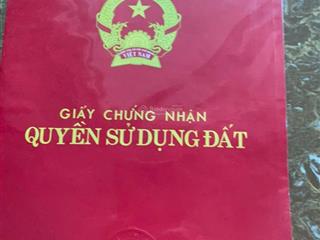 VIỆT NAM
GIẤY CHỨNG NHẬN
QUYỀN SỬ DỤNG ĐẤT